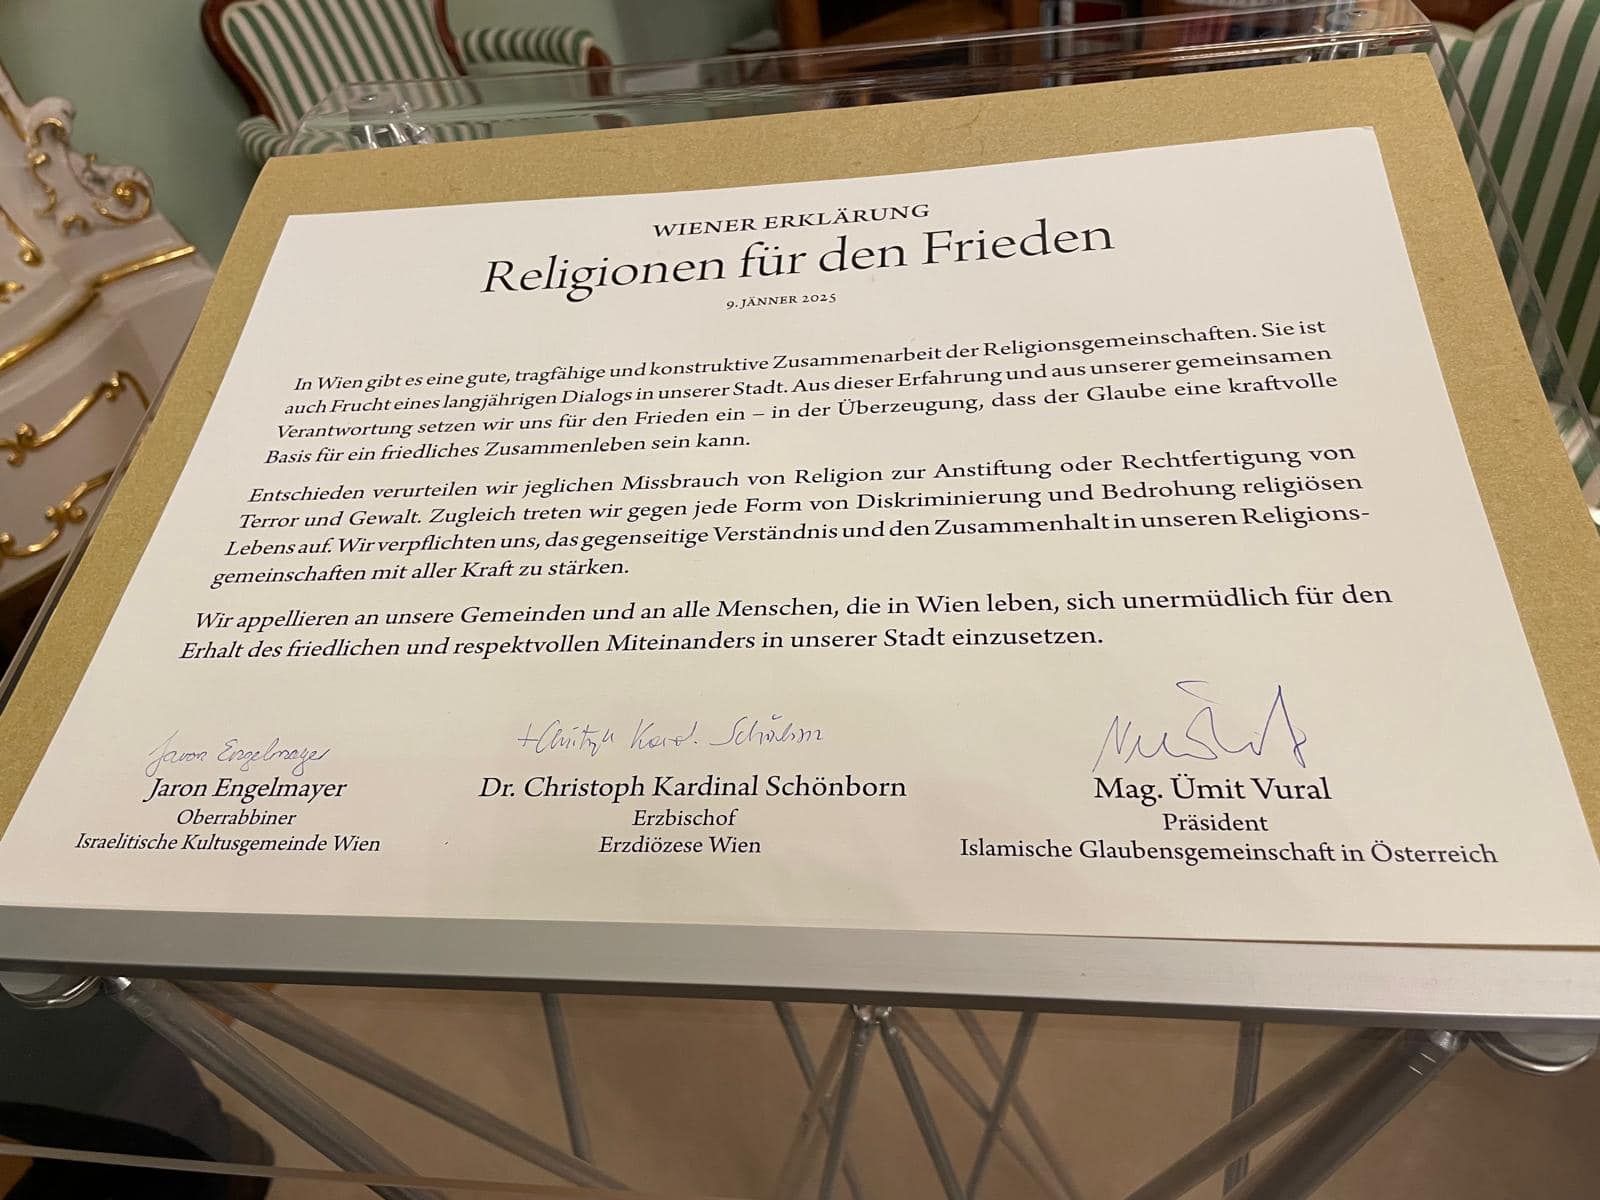 WIENER ERKLÄRUNG
Religionen für den Frieden
9. JÄNNER 2025
In Wien gibt es eine gute, tragfähige und konstruktive Zusammenarbeit der Religionsgemeinschaften. Sie ist
auch Frucht eines langjährigen Dialogs in unserer Stadt. Aus dieser Erfahrung und aus unserer gemeinsamen
Verantwortung setzen wir uns für den Frieden ein – in der Überzeugung, dass der Glaube eine kraftvolle
Basis für ein friedliches Zusammenleben sein kann.
Entschieden verurteilen wir jeglichen Missbrauch von Religion zur Anstiftung oder Rechtfertigung von
Terror und Gewalt. Zugleich treten wir gegen jede Form von Diskriminierung und Bedrohung religiösen
Lebens auf. Wir verpflichten uns, das gegenseitige Verständnis und den Zusammenhalt in unseren Religions-
gemeinschaften mit aller Kraft zu stärken.
Wir appellieren an unsere Gemeinden und an alle Menschen, die in Wien leben, sich unermüdlich für den
Erhalt des friedlichen und respektvollen Miteinanders in unserer Stadt einzusetzen.
Jaron Engelmayer
Jaron Engelmayer
Oberrabbiner
Israelitische Kultusgemeinde Wien
+ Christoph Kard. Schönborn
Dr. Christoph Kardinal Schönborn
Erzbischof
Erzdiözese Wien
Mag. Ümit Vural
Präsident
Islamische Glaubensgemeinschaft in Österreich